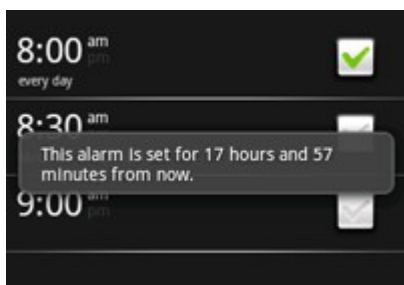 8:00 am
pm
every day
8:30 am
This alarm is set for 17 hours and 57
minutes from now.
9:00 am
pm